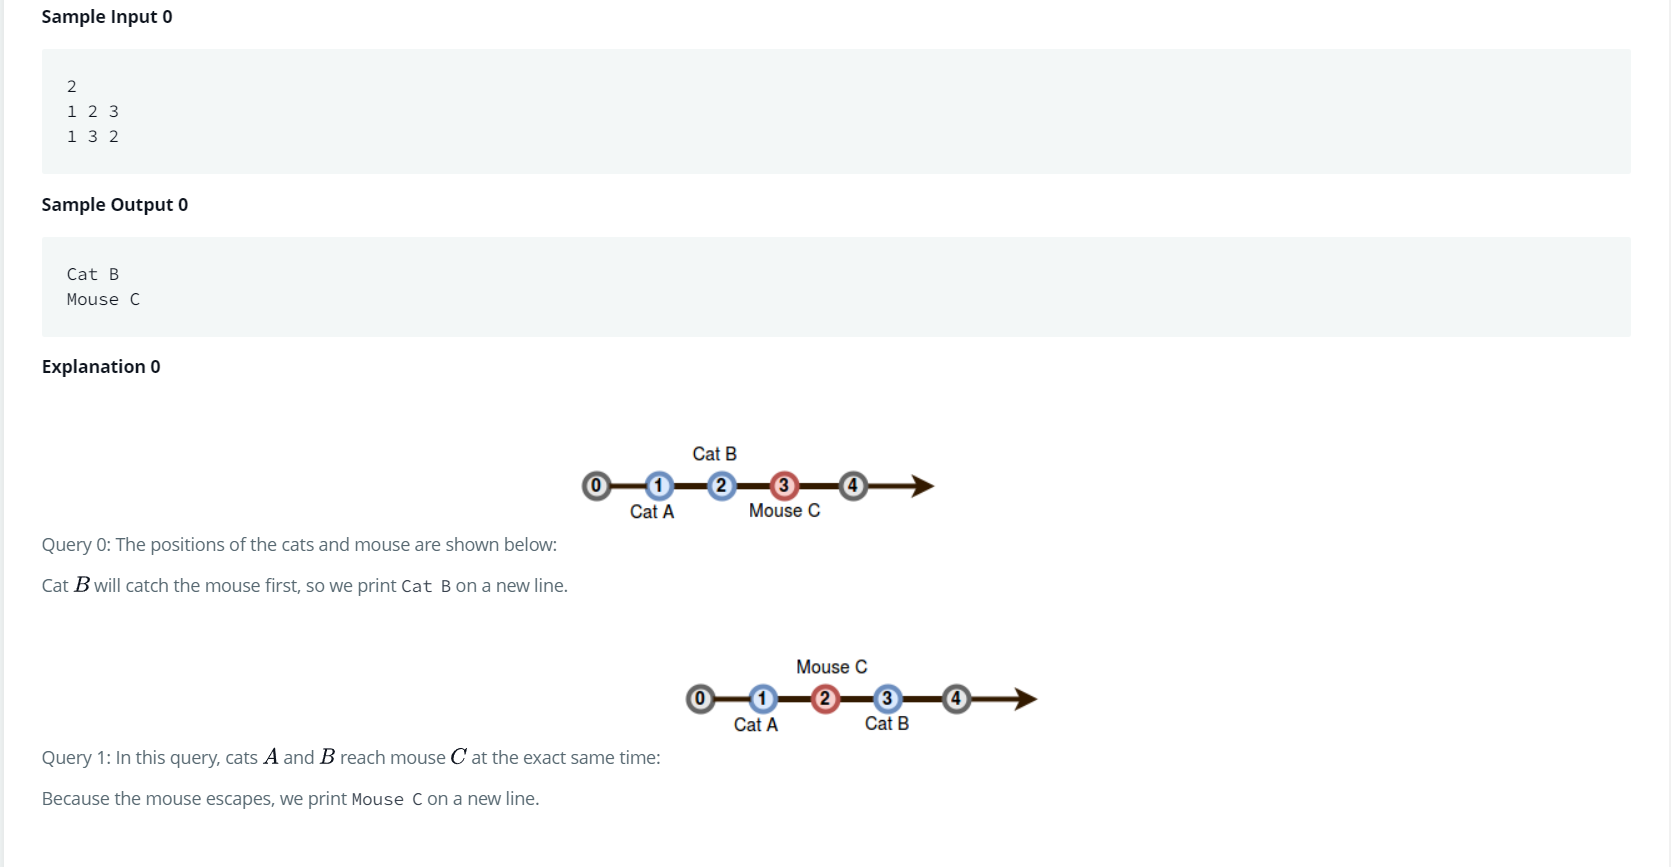 Sample Input 0
2
1 2 3
1 3 2
Sample Output 0
Cat B
Mouse C
Explanation 0
Cat B
0 1 2 3 4
Cat A Mouse C
Query 0: The positions of the cats and mouse are shown below:
Cat B will catch the mouse first, so we print Cat B on a new line.
Mouse C
0 1 2 3 4
Cat A Cat B
Query 1: In this query, cats A and B reach mouse C at the exact same time:
Because the mouse escapes, we print Mouse C on a new line.